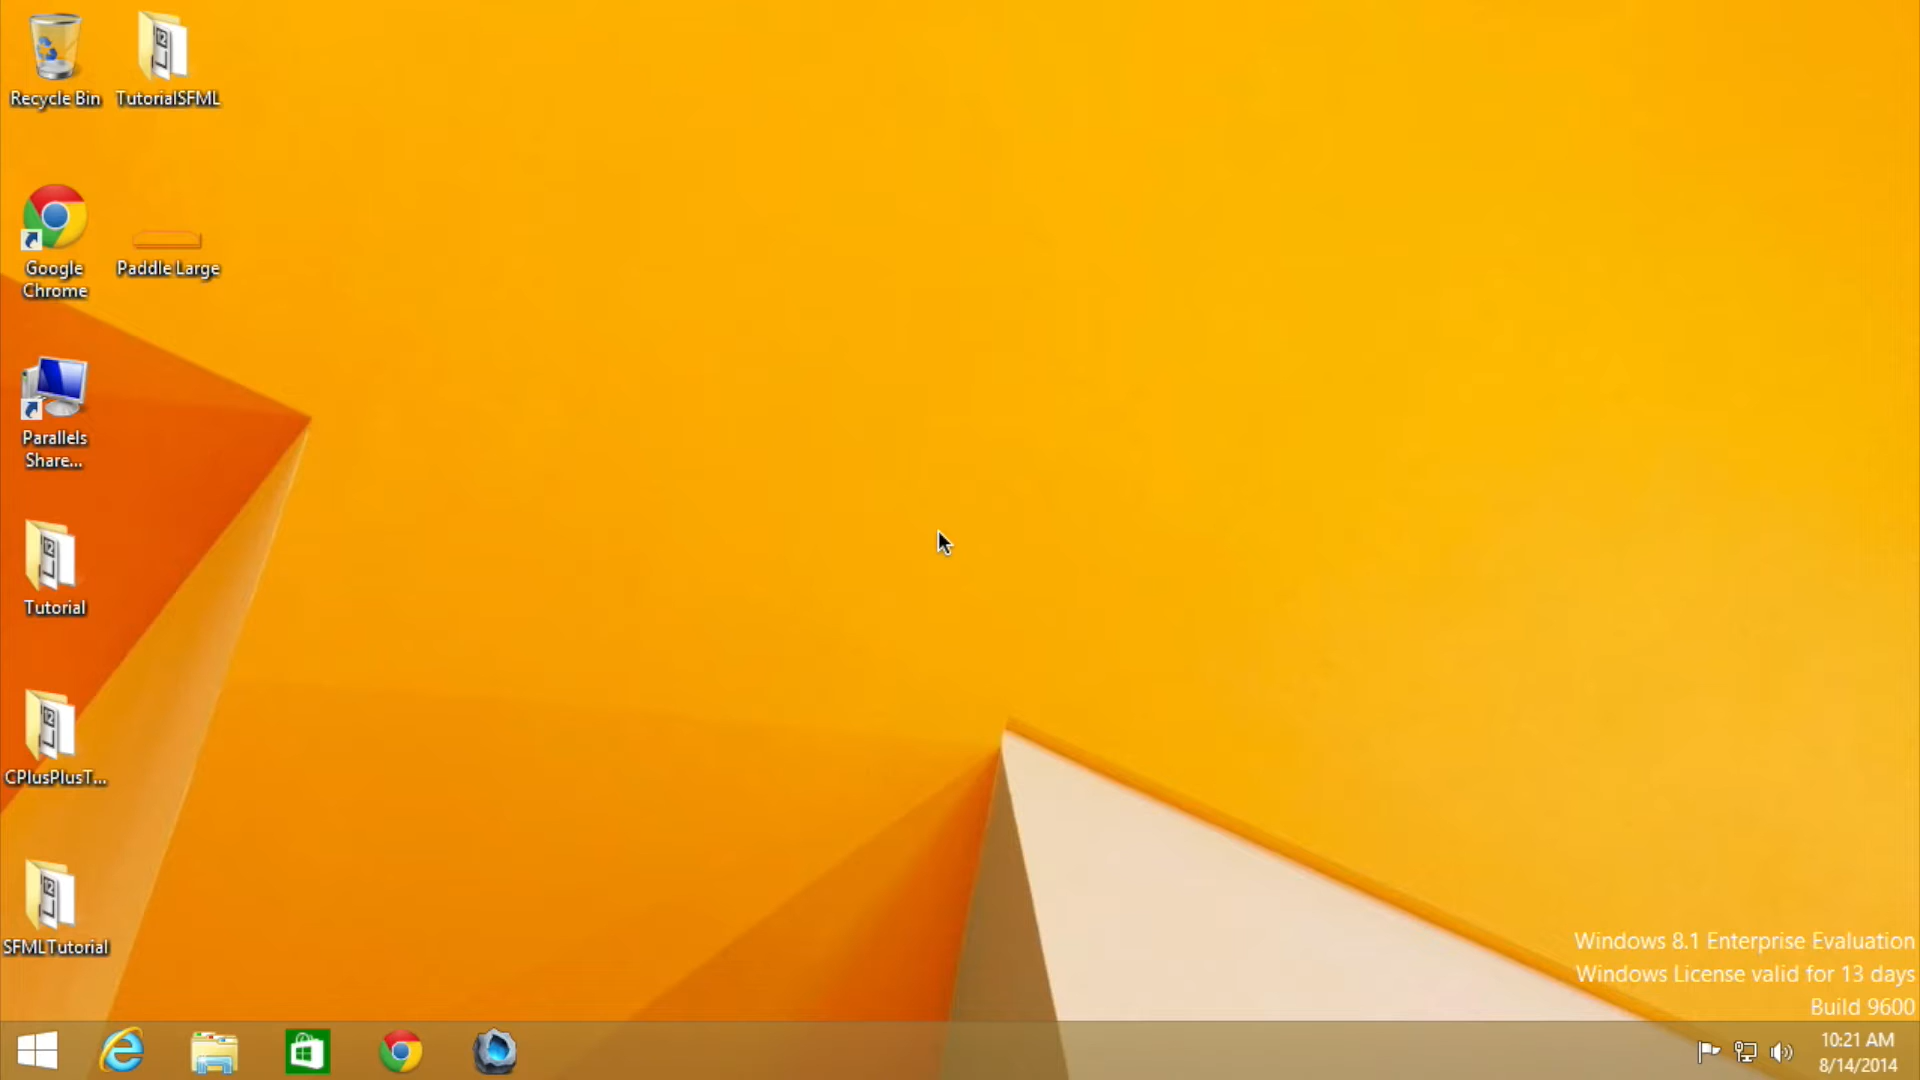 Recycle Bin
TutorialSFML
Google
Chrome
Paddle Large
Parallels
Share...
Tutorial
CPlusPlusT...
SFMLTutorial
Windows 8.1 Enterprise Evaluation
Windows License valid for 13 days
Build 9600
10:21 AM
8/14/2014